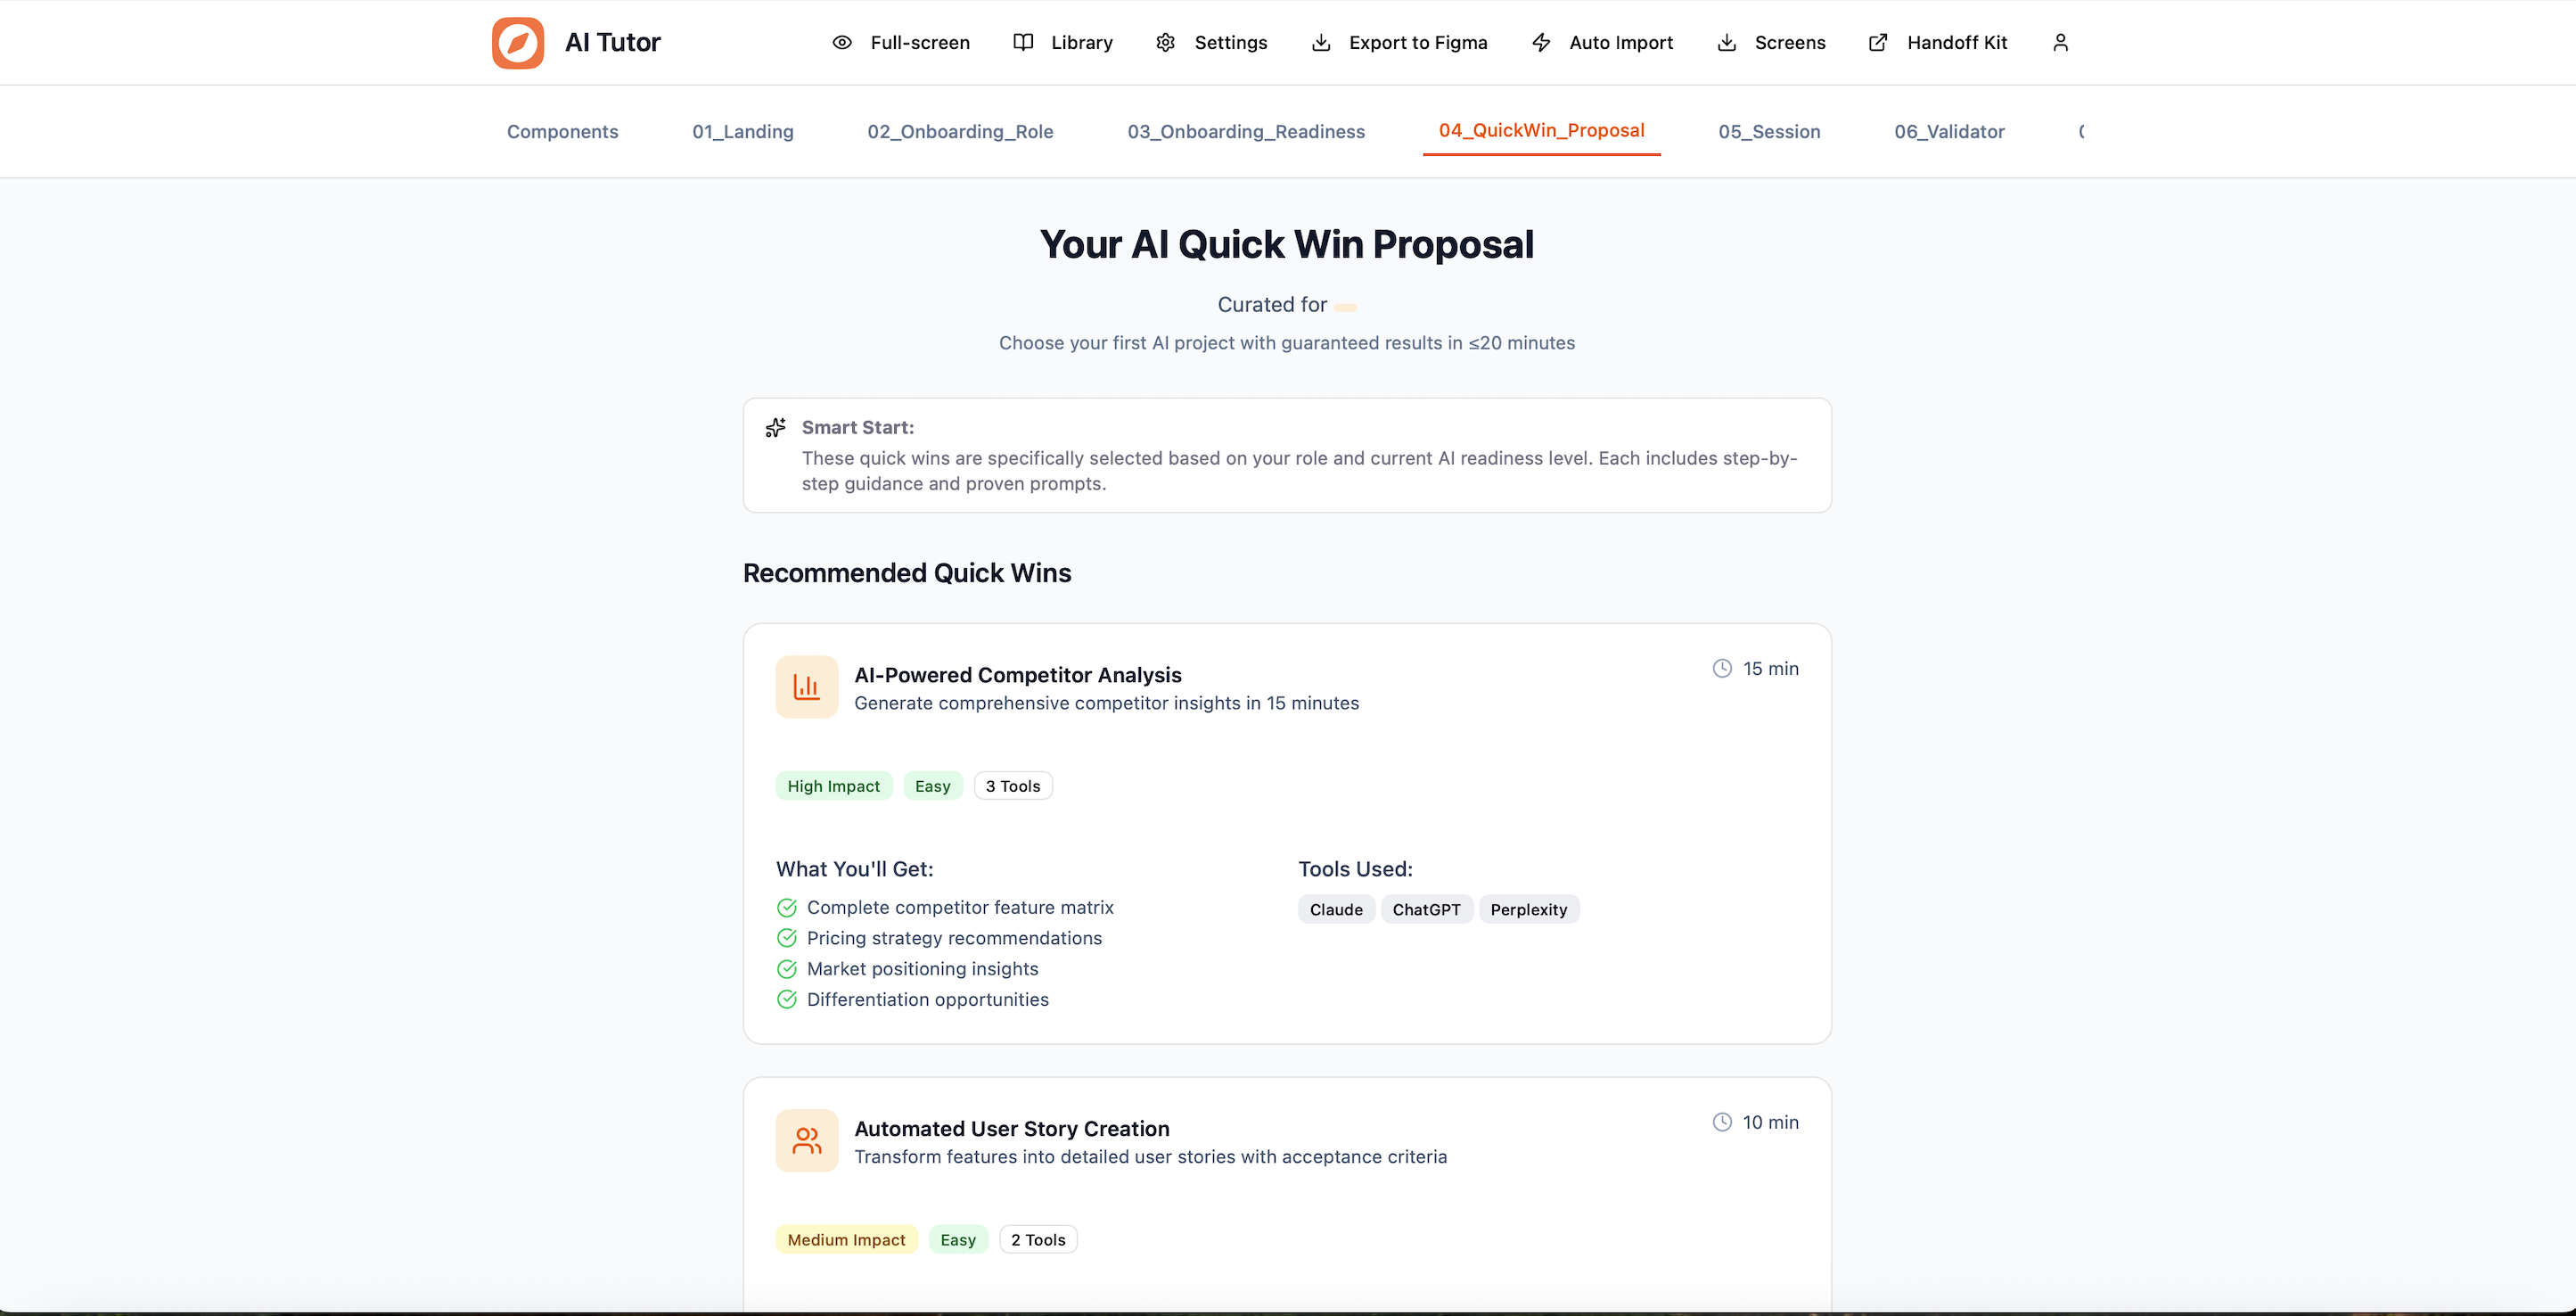 AI Tutor
Full-screen
Library
Settings
Export to Figma
Auto Import
Screens
Handoff Kit
Components
01_Landing
02_Onboarding_Role
03_Onboarding_Readiness
04_QuickWin_Proposal
05_Session
06_Validator
Your AI Quick Win Proposal
Curated for
Choose your first AI project with guaranteed results in ≤20 minutes
Smart Start:
These quick wins are specifically selected based on your role and current AI readiness level. Each includes step-by-
step guidance and proven prompts.
Recommended Quick Wins
AI-Powered Competitor Analysis
15 min
Generate comprehensive competitor insights in 15 minutes
High Impact
Easy
3 Tools
What You'll Get:
Complete competitor feature matrix
Pricing strategy recommendations
Market positioning insights
Differentiation opportunities
Tools Used:
Claude
ChatGPT
Perplexity
Automated User Story Creation
10 min
Transform features into detailed user stories with acceptance criteria
Medium Impact
Easy
2 Tools